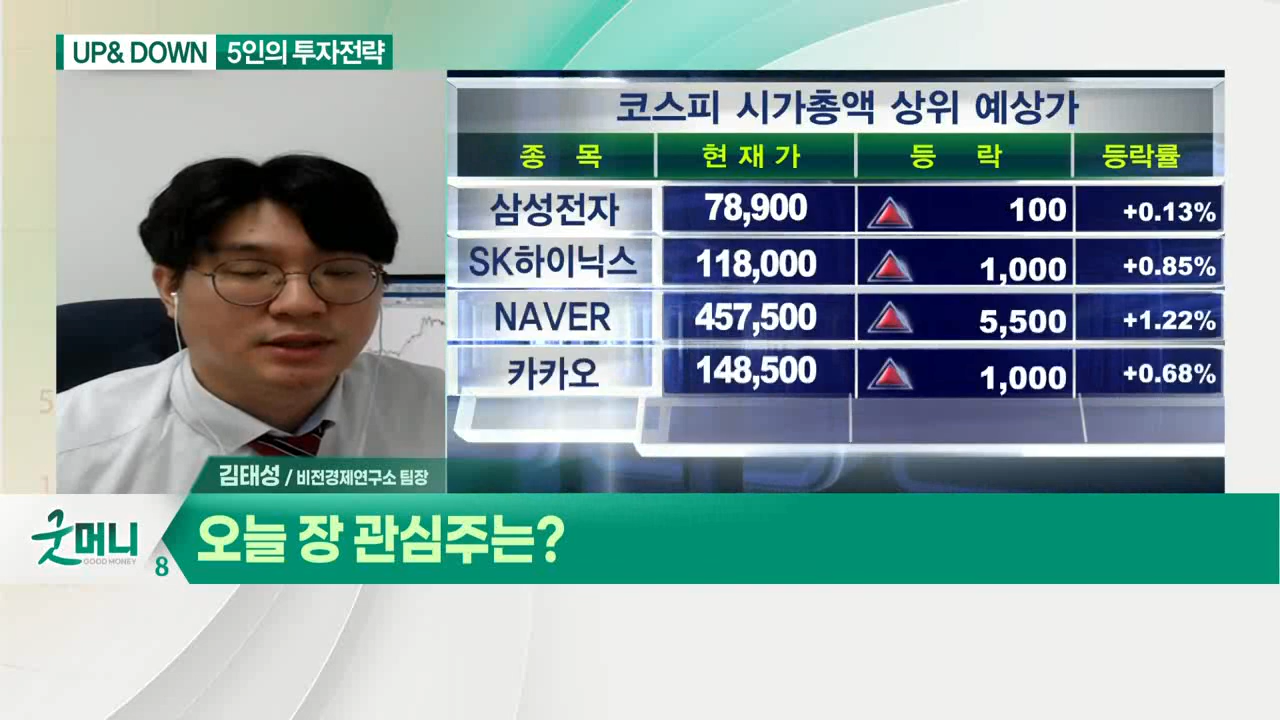 UP& DOWN 5인의 투자전략
코스피 시가총액 상위 예상가
종 목 현 재 가 등 락 등락률
삼성전자 78,900 100 +0.13%
SK하이닉스 118,000 1,000 +0.85%
NAVER 457,500 5,500 +1.22%
카카오 148,500 1,000 +0.68%
김태성 / 비전경제연구소 팀장
오늘 장 관심주는?
굿머니
GOOD MONEY
8
5
1